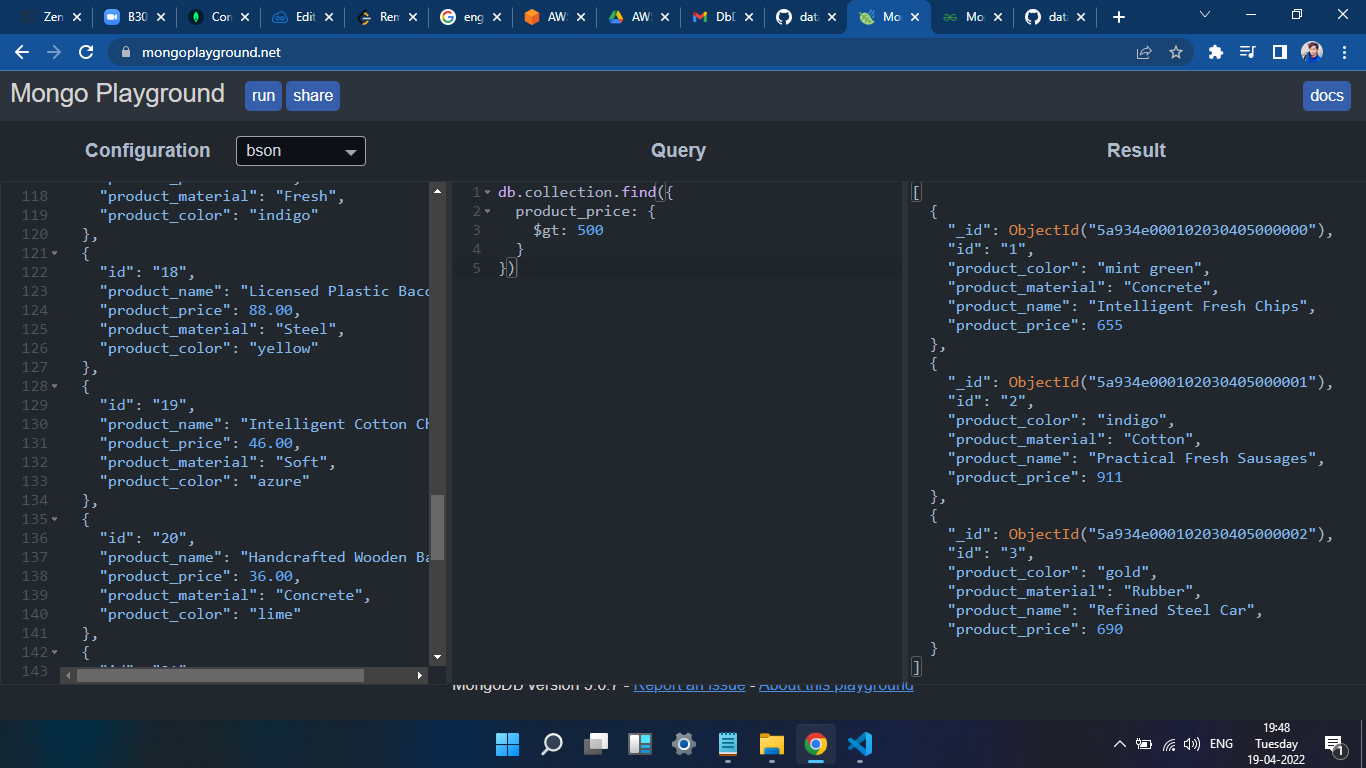 Zen
B30
Con
Edit
Ren
eng
AWS
AWS
DbD
data
Mo
Mo
data
mongoplayground.net
Mongo Playground run share docs
Configuration bson Query Result
118 "product_material": "Fresh",
119 "product_color": "indigo"
120 },
121 {
122 "id": "18",
123 "product_name": "Licensed Plastic Baco
124 "product_price": 88.00,
125 "product_material": "Steel",
126 "product_color": "yellow"
127 },
128 {
129 "id": "19",
130 "product_name": "Intelligent Cotton Ch
131 "product_price": 46.00,
132 "product_material": "Soft",
133 "product_color": "azure"
134 },
135 {
136 "id": "20",
137 "product_name": "Handcrafted Wooden Ba
138 "product_price": 36.00,
139 "product_material": "Concrete",
140 "product_color": "lime"
141 },
142 {
143
1 db.collection.find({
2 product_price: {
3 $gt: 500
4 }
5 })
[
{
"_id": ObjectId("5a934e000102030405000000"),
"id": "1",
"product_color": "mint green",
"product_material": "Concrete",
"product_name": "Intelligent Fresh Chips",
"product_price": 655
},
{
"_id": ObjectId("5a934e000102030405000001"),
"id": "2",
"product_color": "indigo",
"product_material": "Cotton",
"product_name": "Practical Fresh Sausages",
"product_price": 911
},
{
"_id": ObjectId("5a934e000102030405000002"),
"id": "3",
"product_color": "gold",
"product_material": "Rubber",
"product_name": "Refined Steel Car",
"product_price": 690
}
]
MongoDB version 5.0.7 - Report an issue - About this playground
ENG
19:48
Tuesday
19-04-2022
1